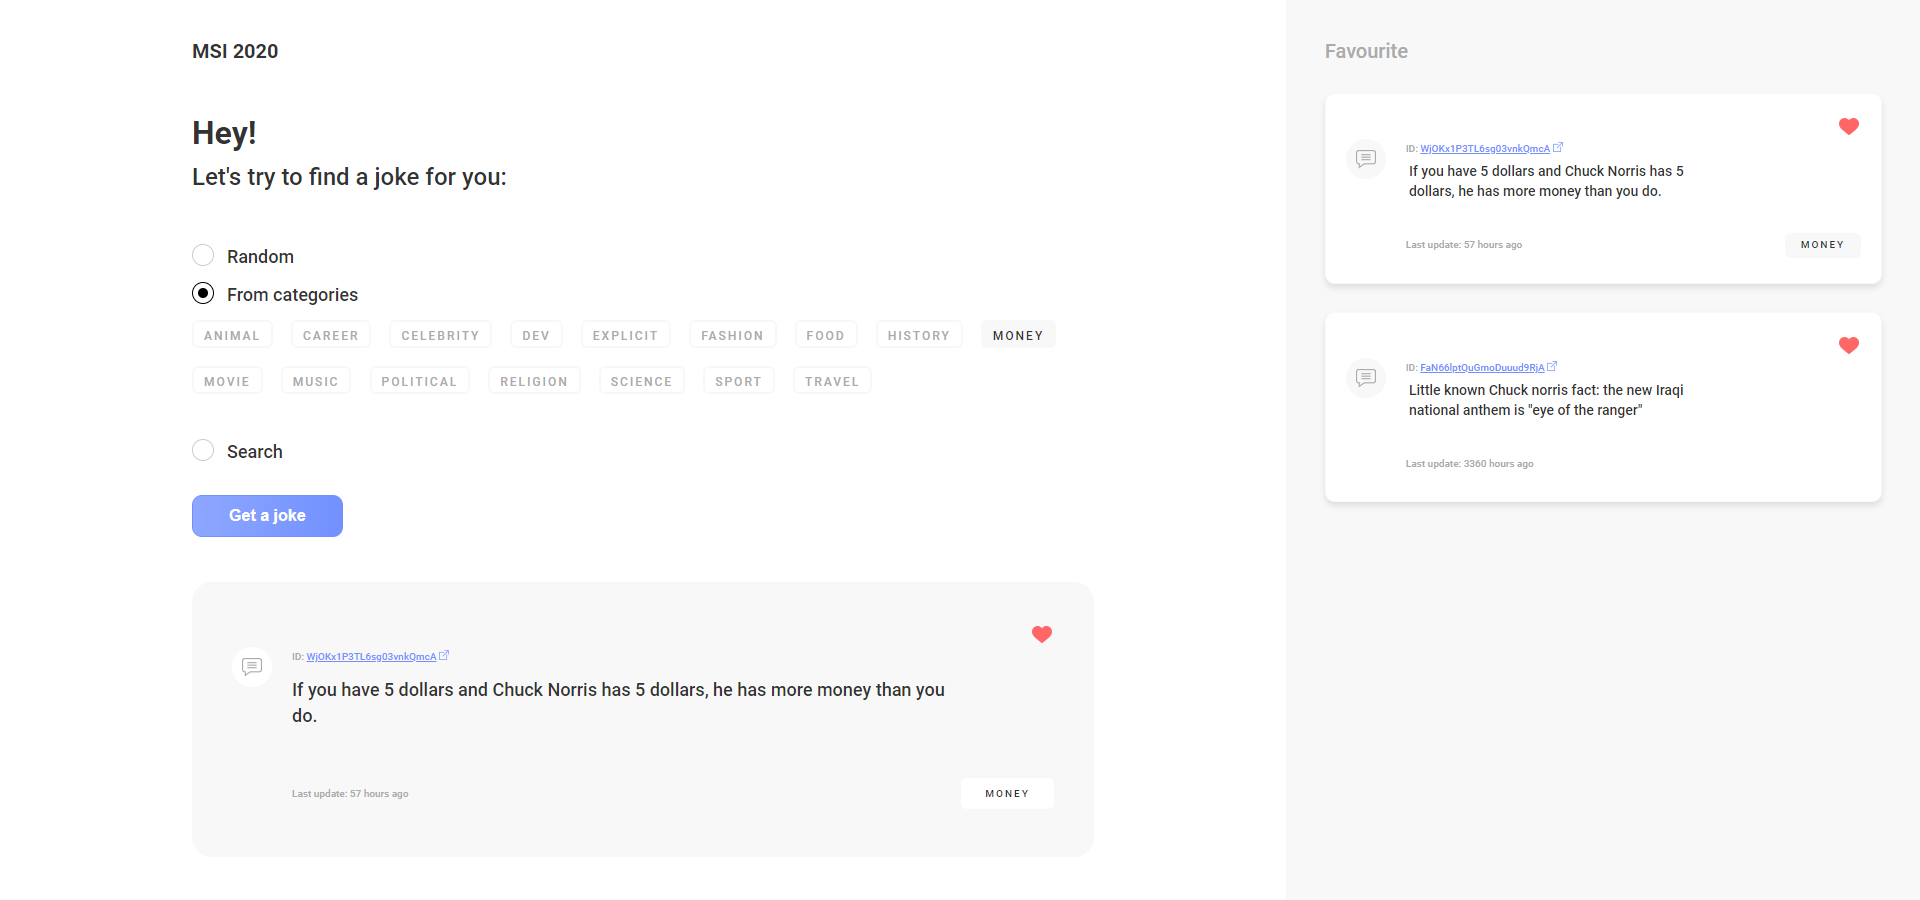 MSI 2020
Hey!
Let's try to find a joke for you:
Random
From categories
ANIMAL CAREER CELEBRITY DEV EXPLICIT FASHION FOOD HISTORY MONEY
MOVIE MUSIC POLITICAL RELIGION SCIENCE SPORT TRAVEL
Search
Get a joke
ID: WjOKx1P3TL6sg03vnkQmcA
If you have 5 dollars and Chuck Norris has 5 dollars, he has more money than you
do.
Last update: 57 hours ago
MONEY
Favourite
ID: WjOKx1P3TL6sg03vnkQmcA
If you have 5 dollars and Chuck Norris has 5
dollars, he has more money than you do.
Last update: 57 hours ago
MONEY
ID: FaN66lptQuGmoDuuud9RjA
Little known Chuck norris fact: the new Iraqi
national anthem is "eye of the ranger"
Last update: 3360 hours ago